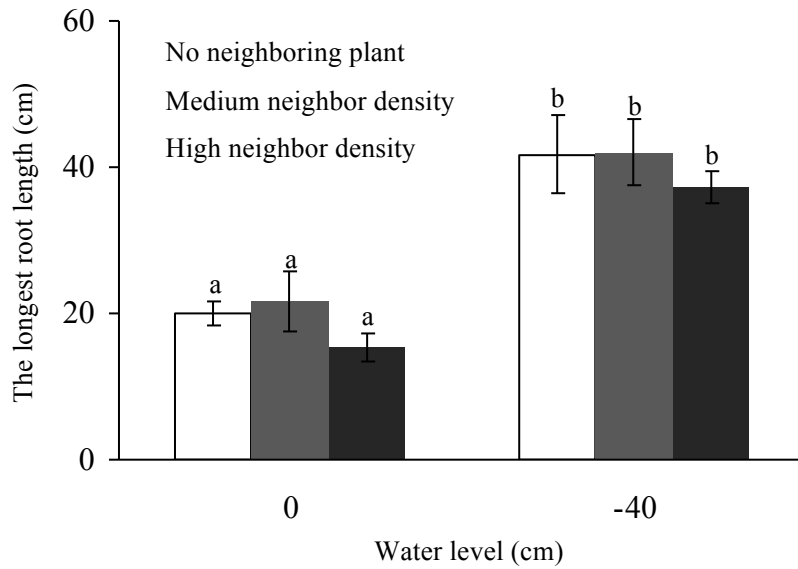 60
No neighboring plant
Medium neighbor density
High neighbor density
b
b
b
40
a
a
a
20
0
0
-40
The longest root length (cm)
Water level (cm)